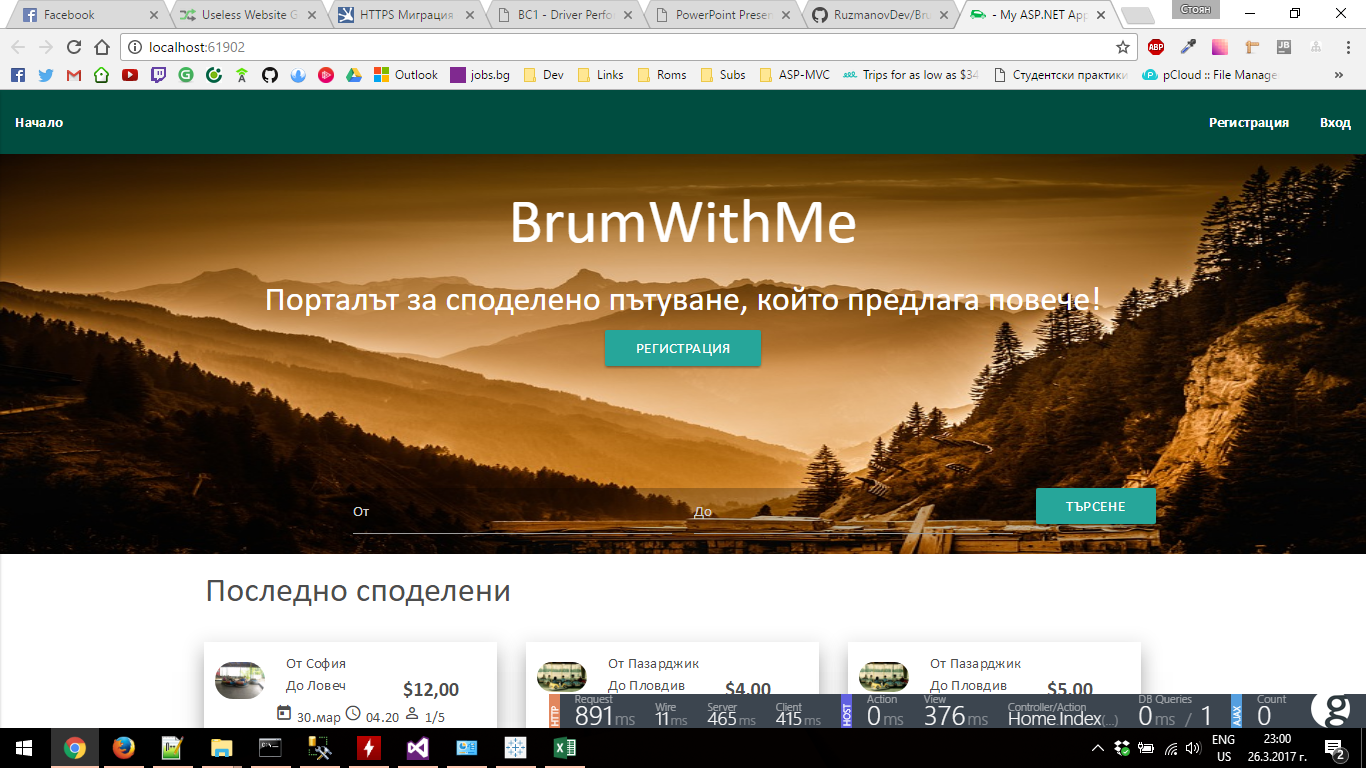 Facebook
Useless Website G
HTTPS Миграция
BC1 - Driver Perfo
PowerPoint Presen
RuzmanovDev/Bru
- My ASP.NET App
Стоян
localhost:61902
ABP
JB
Outlook
jobs.bg
Dev
Links
Roms
Subs
ASP-MVC
Trips for as low as $34
Студентски практики
pCloud :: File Manage
»
Начало
Регистрация
Вход
BrumWithMe
Порталът за споделено пътуване, който предлага повече!
РЕГИСТРАЦИЯ
От
До
ТЪРСЕНЕ
Последно споделени
От София
До Ловеч
$12,00
30.мар
04.20
1/5
От Пазарджик
До Пловдив
$4,00
От Пазарджик
До Пловдив
$5,00
HTTP
Request
891 ms
Wire
11 ms
Server
465 ms
Client
415 ms
HOST
Action
0 ms
View
376 ms
Controller/Action
Home Index(...)
DB Queries
0 ms / 1
AJAX
Count
0
g
ENG
US
23:00
26.3.2017 г.
2